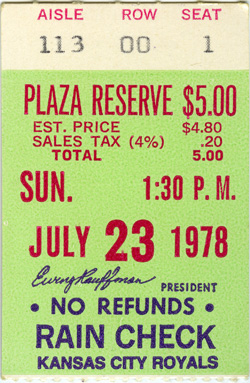 AISLE ROW SEAT
113 00 1
PLAZA RESERVE $5.00
EST. PRICE $4.80
SALES TAX (4%) .20
TOTAL 5.00
SUN. 1:30 P.M.
JULY 23 1978
Ewing Kauffman PRESIDENT
• NO REFUNDS •
RAIN CHECK
KANSAS CITY ROYALS